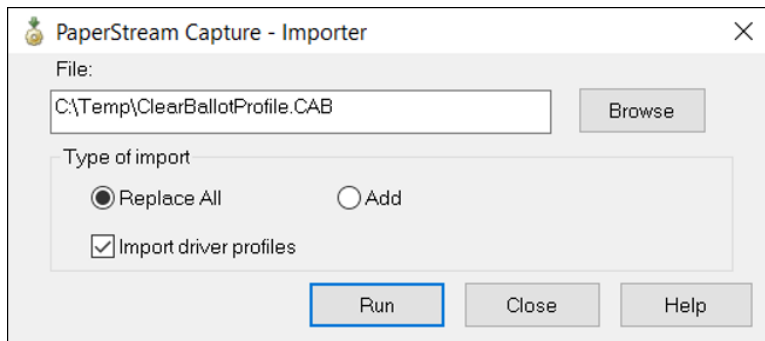 PaperStream Capture - Importer
File:
C:\Temp\ClearBallotProfile.CAB
Browse
Type of import
Replace All Add
Import driver profiles
Run Close Help